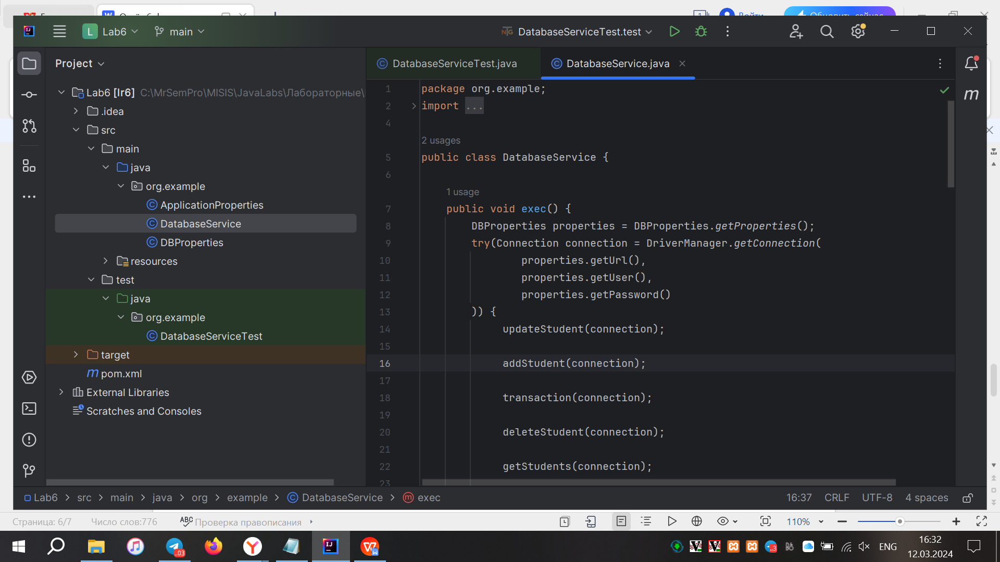 Войти
Обновить сейчас
L Lab6
main
DatabaseServiceTest.test
Project
DatabaseServiceTest.java
DatabaseService.java
Lab6 [lr6] C:\MrSemPro\MISIS\JavaLabs\Лабораторные\
.idea
src
main
java
org.example
ApplicationProperties
DatabaseService
DBProperties
resources
test
java
org.example
DatabaseServiceTest
target
pom.xml
External Libraries
Scratches and Consoles
1 package org.example;
2 import ...
4
2 usages
5 public class DatabaseService {
6
1 usage
7 public void exec() {
8 DBProperties properties = DBProperties.getProperties();
9 try(Connection connection = DriverManager.getConnection(
10 properties.getUrl(),
11 properties.getUser(),
12 properties.getPassword()
13 )) {
14 updateStudent(connection);
15
16 addStudent(connection);
17
18 transaction(connection);
19
20 deleteStudent(connection);
21
22 getStudents(connection);
23
Lab6 > src > main > java > org > example > DatabaseService > exec
16:37 CRLF UTF-8 4 spaces
Страница: 6/7 Число слов:776 ABC Проверка правописания
110%
ENG
16:32
12.03.2024